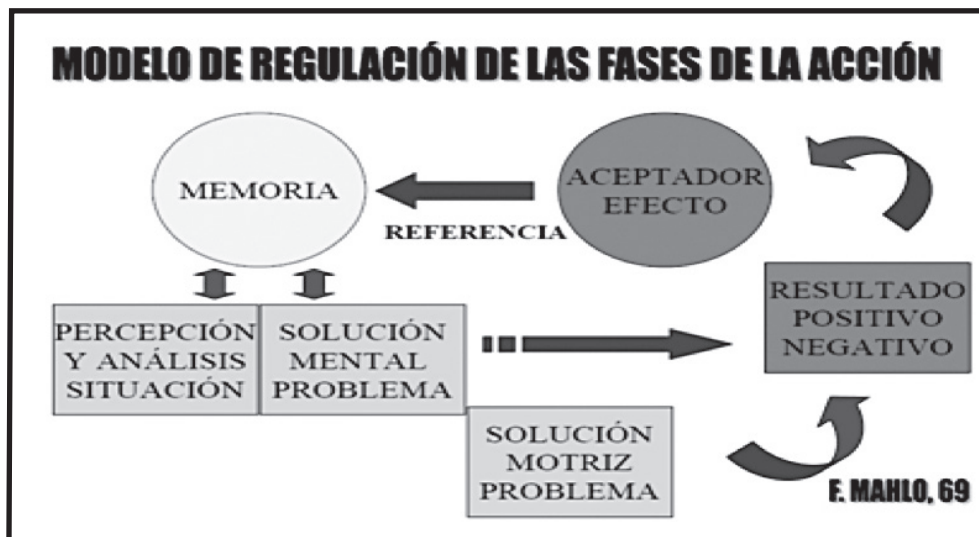 MODELO DE REGULACIÓN DE LAS FASES DE LA ACCIÓN
MEMORIA
ACEPTADOR
EFECTO
REFERENCIA
PERCEPCIÓN
Y ANÁLISIS
SITUACIÓN
SOLUCIÓN
MENTAL
PROBLEMA
RESULTADO
POSITIVO
NEGATIVO
SOLUCIÓN
MOTRIZ
PROBLEMA
F. MAHLO, 69